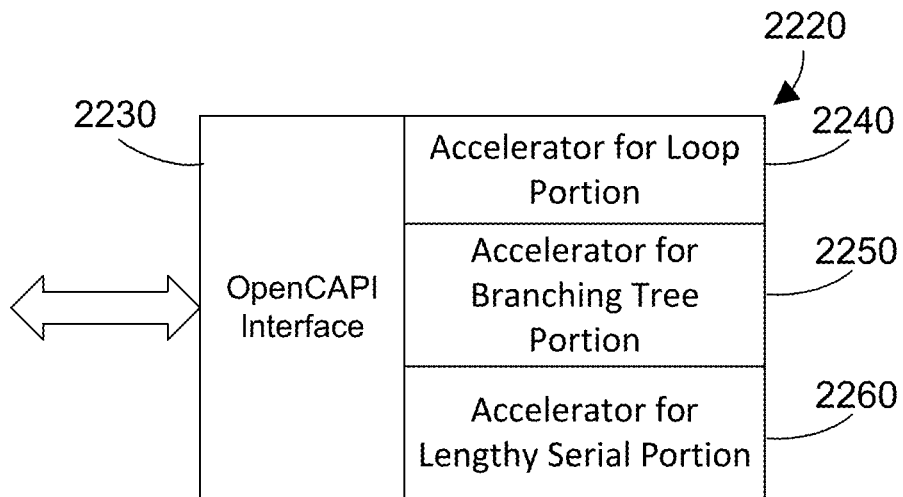 2220
2230
2240
Accelerator for Loop
Portion
2250
Accelerator for
Branching Tree
Portion
OpenCAPI
Interface
2260
Accelerator for
Lengthy Serial Portion